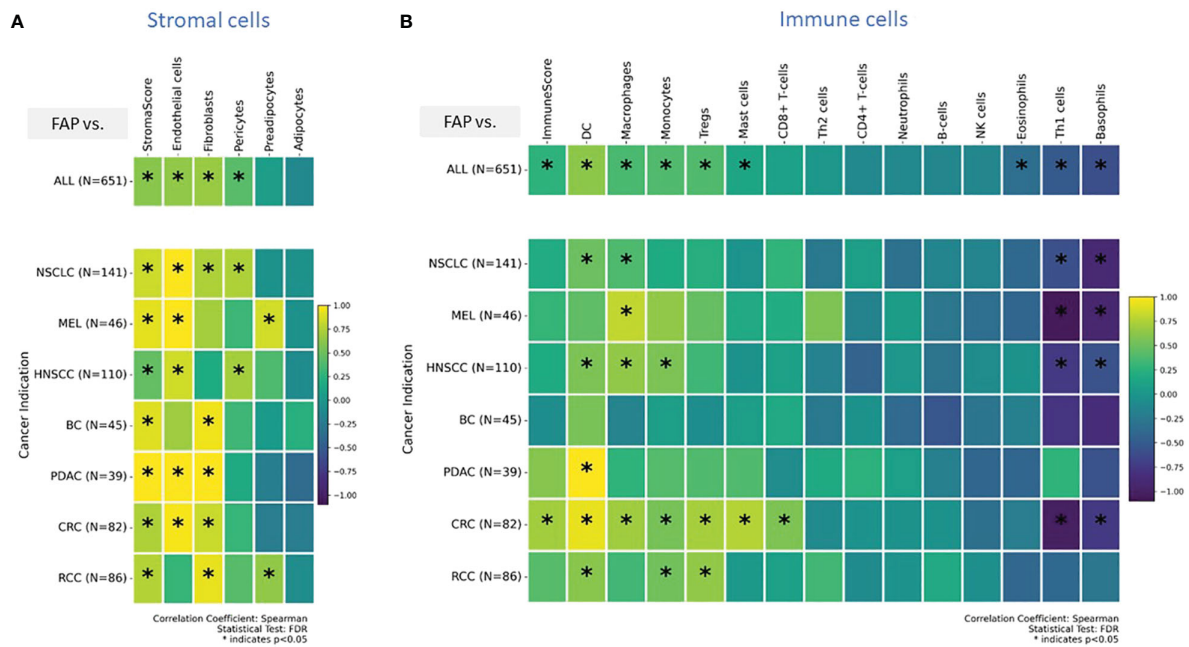 A
Stromal cells
FAP vs.
StromaScore
Endothelial cells
Fibroblasts
Pericytes
Preadipocytes
Adipocytes
ALL (N=651)
* * * *
Cancer Indication
NSCLC (N=141)
* * * *
MEL (N=46)
* * *
HNSCC (N=110)
* * *
BC (N=45)
* *
PDAC (N=39)
* * *
CRC (N=82)
* * *
RCC (N=86)
* * *
1.00
0.75
0.50
0.25
0.00
−0.25
−0.50
−0.75
−1.00
Correlation Coefficient: Spearman
Statistical Test: FDR
* indicates p<0.05
B
Immune cells
FAP vs.
ImmuneScore
DC
Macrophages
Monocytes
Tregs
Mast cells
CD8+ T-cells
Th2 cells
CD4+ T-cells
Neutrophils
B-cells
NK cells
Eosinophils
Th1 cells
Basophils
ALL (N=651)
* * * * * * * * *
Cancer Indication
NSCLC (N=141)
* * * *
MEL (N=46)
* * *
HNSCC (N=110)
* * * * *
BC (N=45)
PDAC (N=39)
*
CRC (N=82)
* * * * * * * * *
RCC (N=86)
* * *
1.00
0.75
0.50
0.25
0.00
−0.25
−0.50
−0.75
−1.00
Correlation Coefficient: Spearman
Statistical Test: FDR
* indicates p<0.05